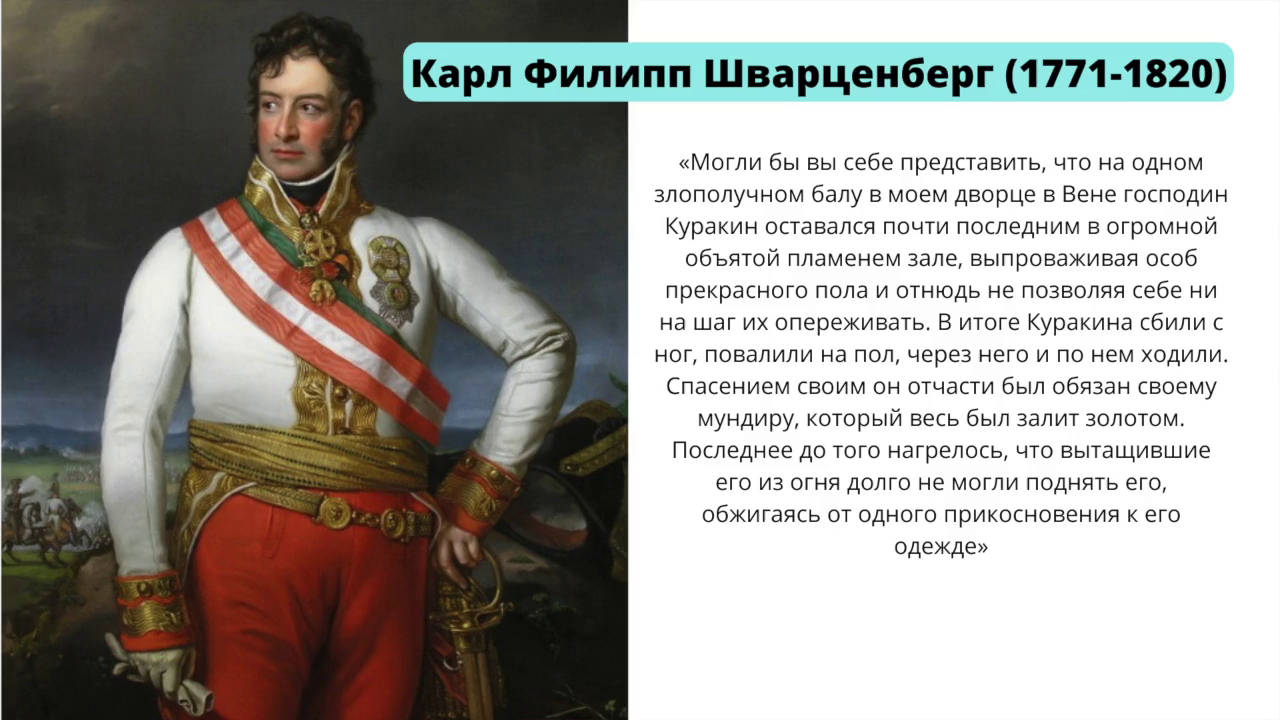 Карл Филипп Шварценберг (1771-1820)
«Могли бы вы себе представить, что на одном
злополучном балу в моем дворце в Вене господин
Куракин оставался почти последним в огромной
объятой пламенем зале, выпроваживая особ
прекрасного пола и отнюдь не позволяя себе ни
на шаг их опереживать. В итоге Куракина сбили с
ног, повалили на пол, через него и по нем ходили.
Спасением своим он отчасти был обязан своему
мундиру, который весь был залит золотом.
Последнее до того нагрелось, что вытащившие
его из огня долго не могли поднять его,
обжигаясь от одного прикосновения к его
одежде»